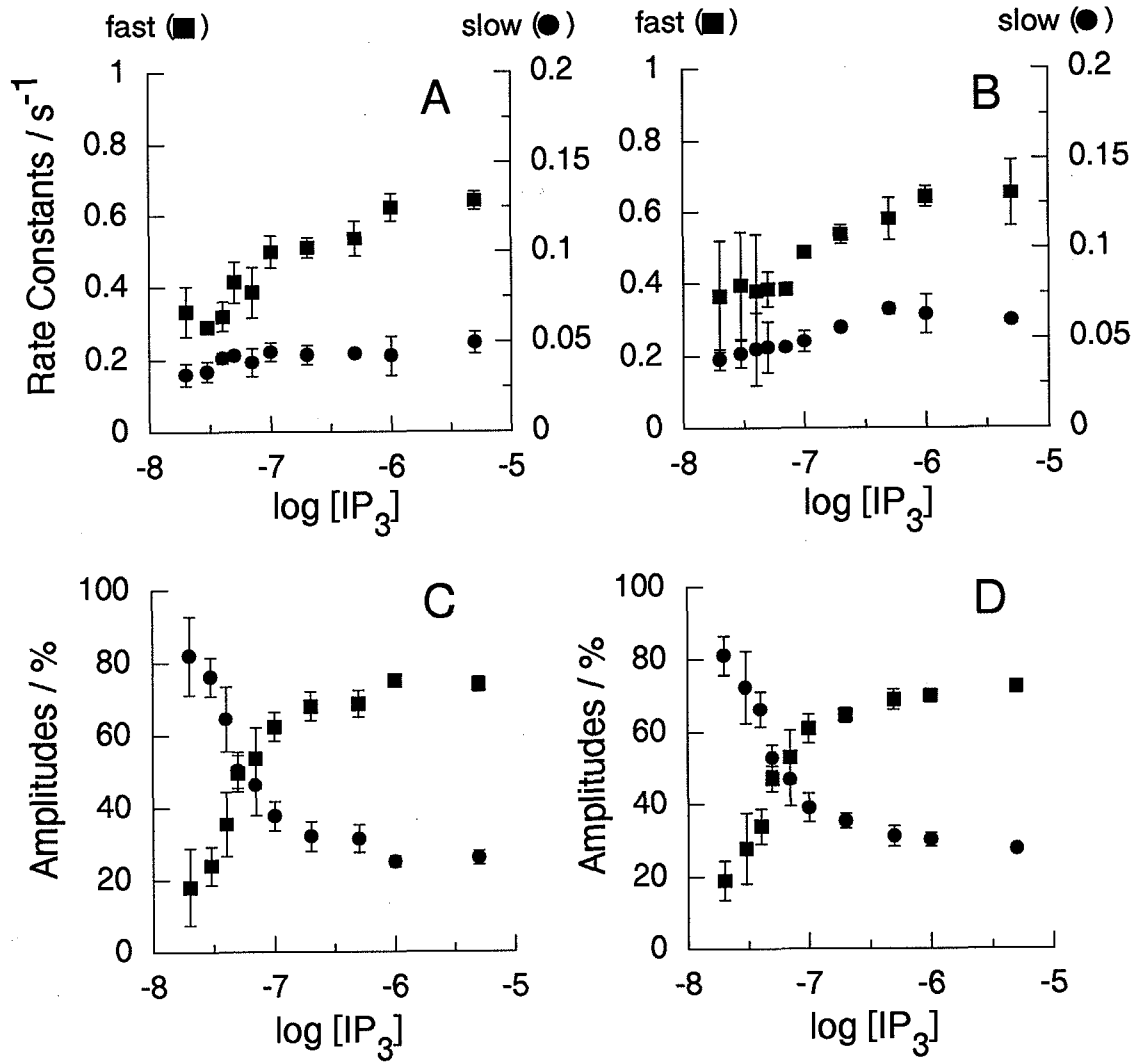 fast (■) slow (●) fast (■) slow (●)
A
B
Rate Constants / s⁻¹
1
0.8
0.6
0.4
0.2
0
0.2
0.15
0.1
0.05
0
1
0.8
0.6
0.4
0.2
0
0.2
0.15
0.1
0.05
0
-8 -7 -6 -5
-8 -7 -6 -5
log [IP₃]
log [IP₃]
C
D
Amplitudes / %
100
80
60
40
20
0
Amplitudes / %
100
80
60
40
20
0
-8 -7 -6 -5
-8 -7 -6 -5
log [IP₃]
log [IP₃]